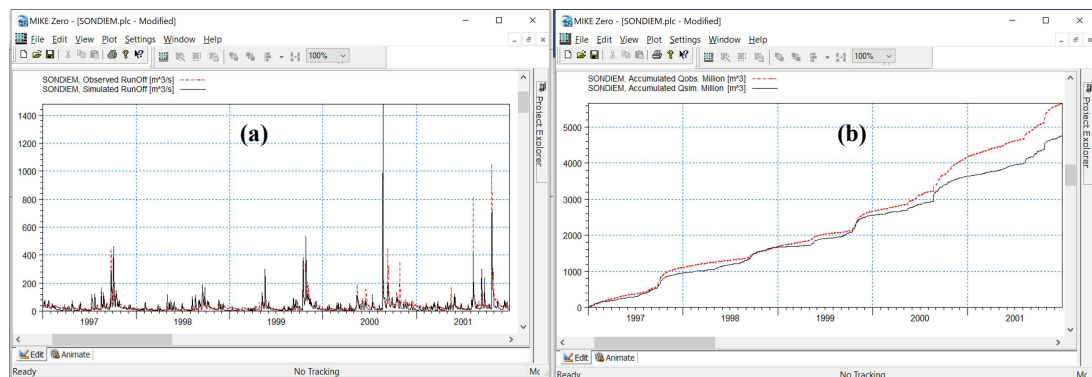 MIKE Zero - [SONDIEM.plc - Modified]
File Edit View Plot Settings Window Help
100%
SONDIEM, Observed RunOff [m^3/s]
SONDIEM, Simulated RunOff [m^3/s]
(a)
1400
1200
1000
800
600
400
200
0
1997 1998 1999 2000 2001
Project Explorer
Edit Animate
Ready No Tracking Mc
MIKE Zero - [SONDIEM.plc - Modified]
File Edit View Plot Settings Window Help
100%
SONDIEM, Accumulated Qobs. Million [m^3]
SONDIEM, Accumulated Qsim. Million [m^3]
(b)
5000
4000
3000
2000
1000
0
1997 1998 1999 2000 2001
Project Explorer
Edit Animate
Ready No Tracking Mc